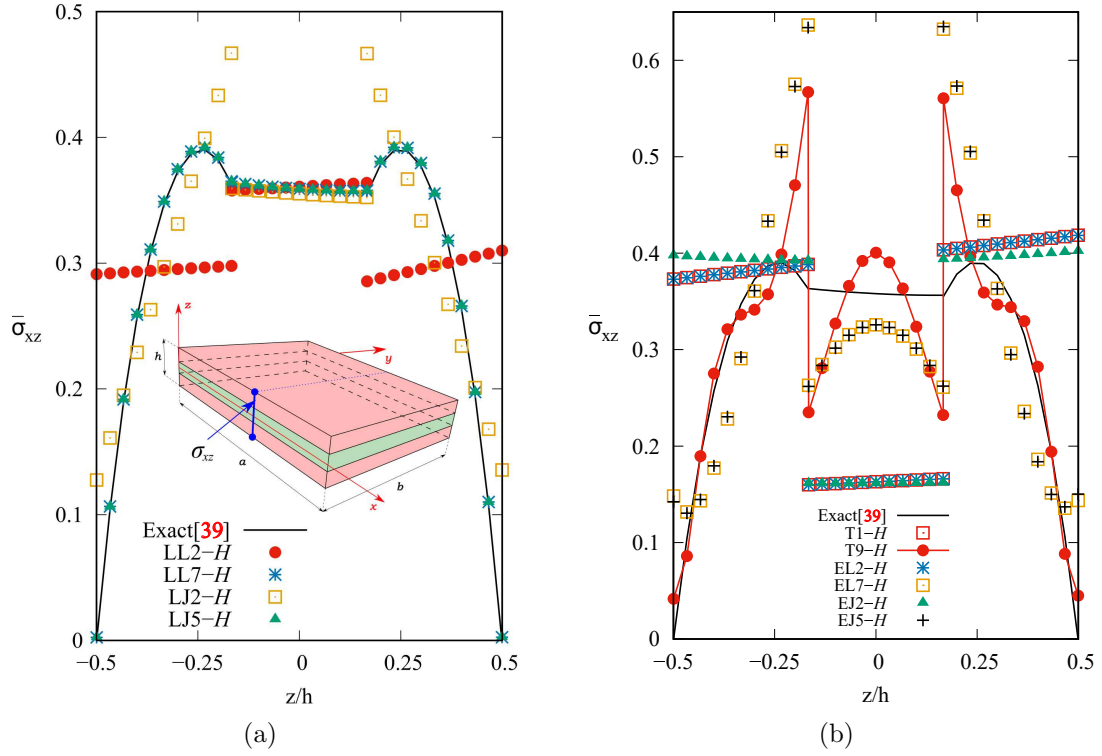 0.5
0.4
0.3
0.2
0.1
0
σ̄xz
−0.5
−0.25
0
0.25
0.5
z/h
z
y
h
σxz
a
b
x
Exact[39]
LL2−H
LL7−H
LJ2−H
LJ5−H
(a)
0.6
0.5
0.4
0.3
0.2
0.1
0
σ̄xz
−0.5
−0.25
0
0.25
0.5
z/h
Exact[39]
T1−H
T9−H
EL2−H
EL7−H
EJ2−H
EJ5−H
(b)